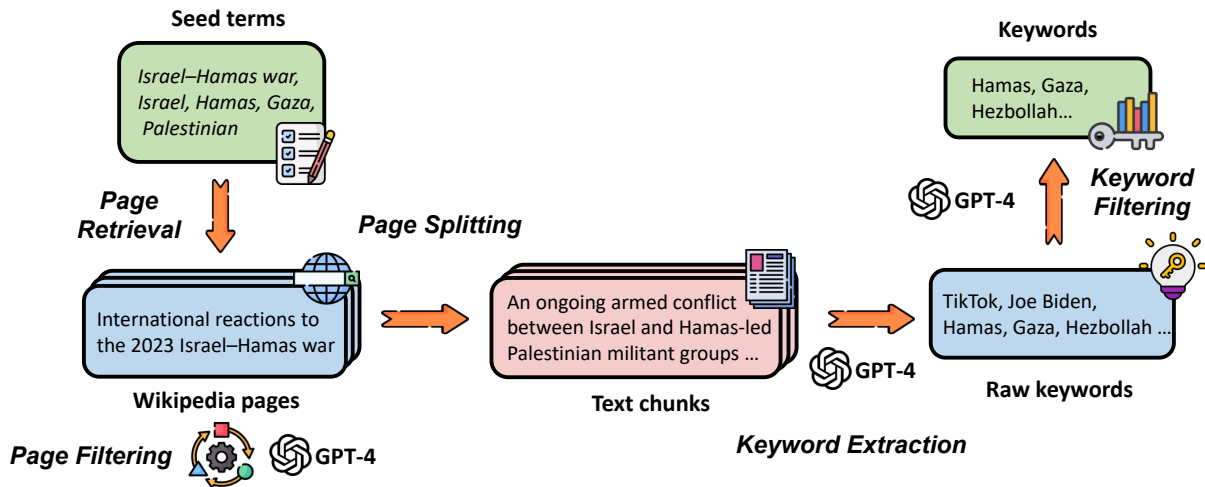 Seed terms
Israel–Hamas war,
Israel, Hamas, Gaza,
Palestinian
Page
Retrieval
International reactions to
the 2023 Israel–Hamas war
Wikipedia pages
Page Filtering
GPT-4
Page Splitting
An ongoing armed conflict
between Israel and Hamas-led
Palestinian militant groups ...
Text chunks
GPT-4
Keyword Extraction
TikTok, Joe Biden,
Hamas, Gaza, Hezbollah ...
Raw keywords
GPT-4
Keyword
Filtering
Keywords
Hamas, Gaza,
Hezbollah...